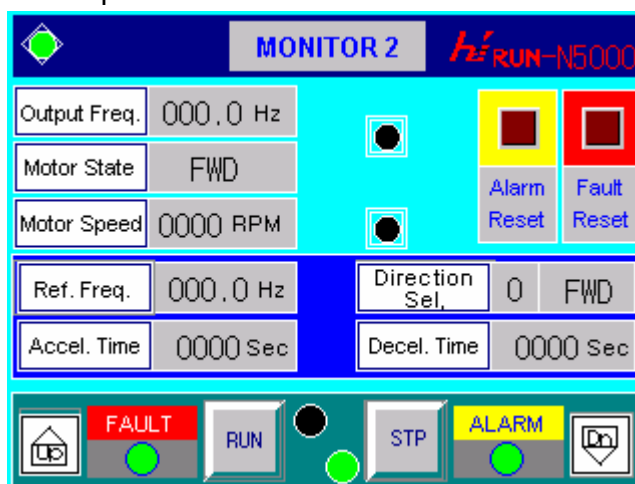 MONITOR 2
hi RUN-N5000
Output Freq. 000.0 Hz
Motor State FWD
Motor Speed 0000 RPM
Alarm Reset
Fault Reset
Ref. Freq. 000.0 Hz
Direction Sel, 0 FWD
Accel. Time 0000 Sec
Decel. Time 0000 Sec
Up
FAULT
RUN
STP
ALARM
Dn